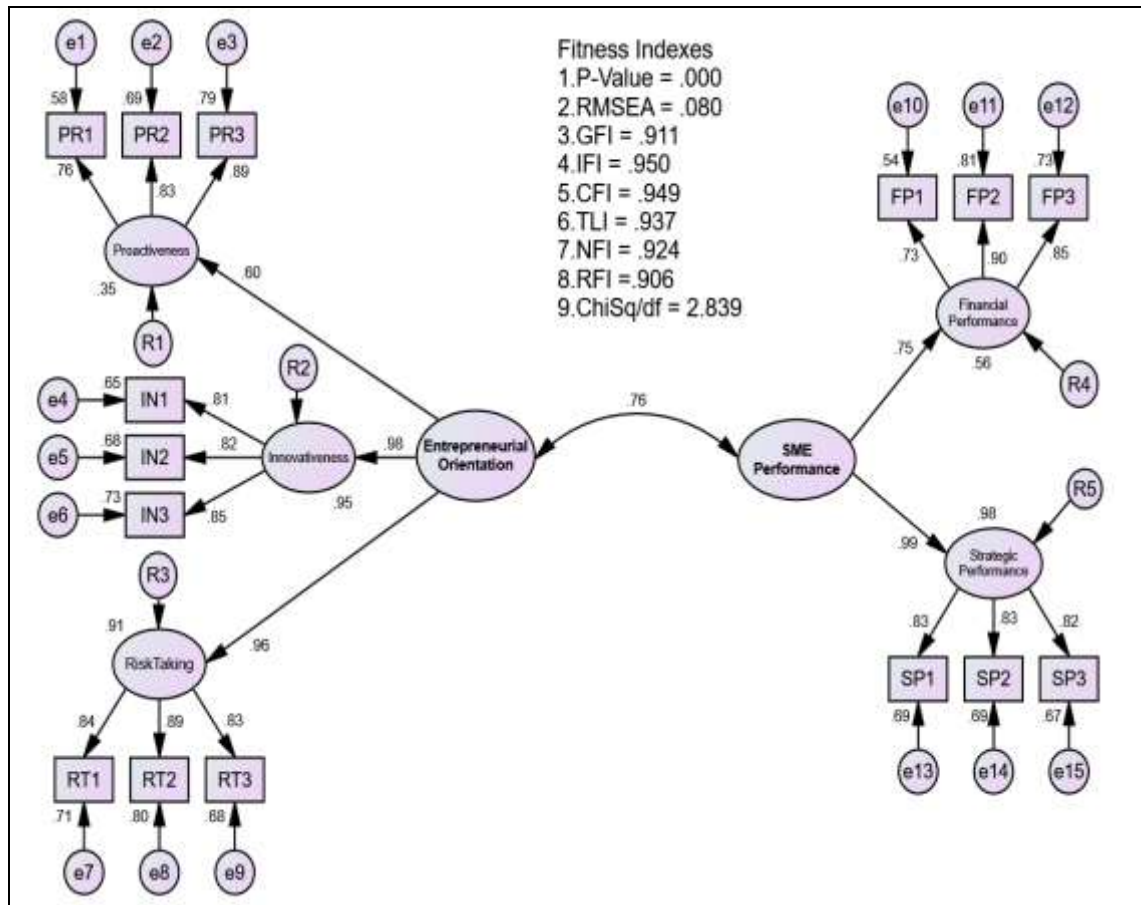 e1
e2
e3
.58
.69
.79
PR1
PR2
PR3
.76
.83
.89
Proactiveness
.35
R1
.60
Fitness Indexes
1.P-Value = .000
2.RMSEA = .080
3.GFI = .911
4.IFI = .950
5.CFI = .949
6.TLI = .937
7.NFI = .924
8.RFI =.906
9.ChiSq/df = 2.839
e10
e11
e12
.54
.81
.73
FP1
FP2
FP3
.73
.90
.85
Financial
Performance
.56
R4
.75
R2
e4
.65
IN1
.81
e5
.68
IN2
.82
e6
.73
IN3
.85
Innovativeness
.95
.98
Entrepreneurial
Orientation
.76
SME
Performance
R3
.91
RiskTaking
.96
.84
.89
.83
RT1
RT2
RT3
.71
.80
.68
e7
e8
e9
.99
R5
.98
Strategic
Performance
.83
.83
.82
SP1
SP2
SP3
.69
.69
.67
e13
e14
e15